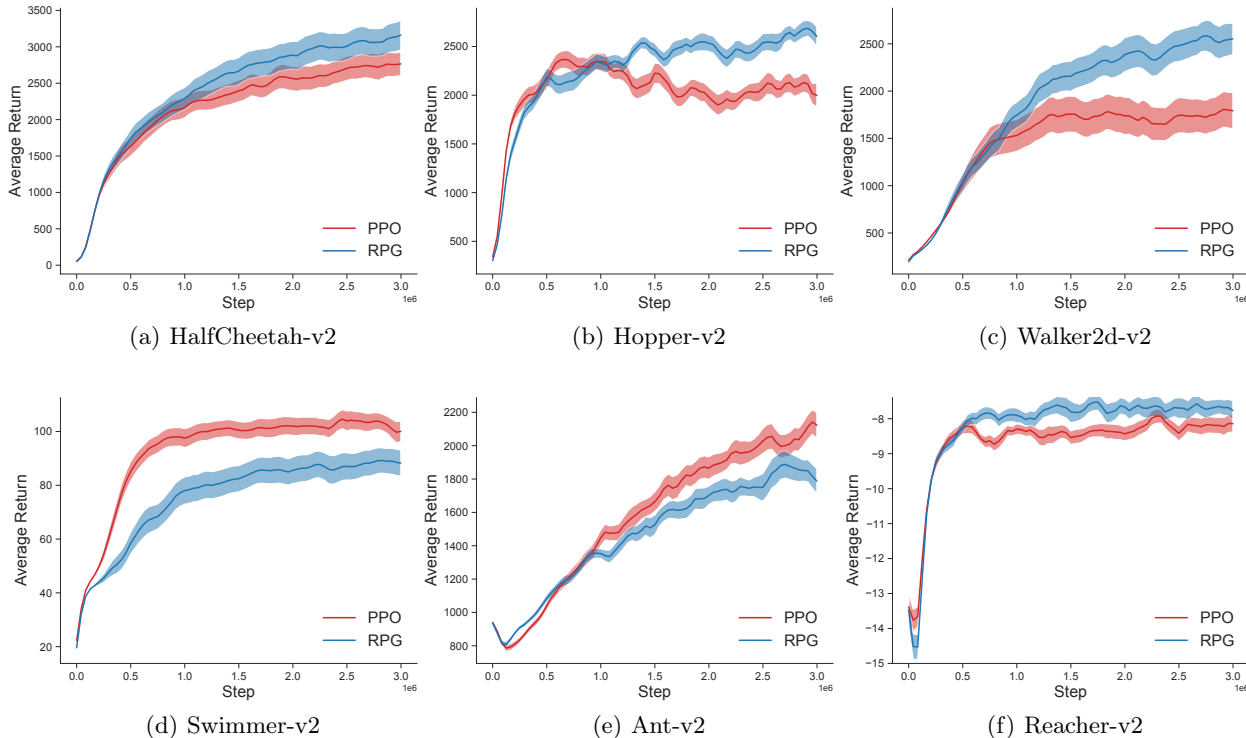 3500
3000
2500
2000
1500
1000
500
0
Average Return
PPO
RPG
0.0 0.5 1.0 1.5 2.0 2.5 3.0
Step 1e6
(a) HalfCheetah-v2
2500
2000
1500
1000
500
Average Return
PPO
RPG
0.0 0.5 1.0 1.5 2.0 2.5 3.0
Step 1e6
(b) Hopper-v2
2500
2000
1500
1000
500
Average Return
PPO
RPG
0.0 0.5 1.0 1.5 2.0 2.5 3.0
Step 1e6
(c) Walker2d-v2
100
80
60
40
20
Average Return
PPO
RPG
0.0 0.5 1.0 1.5 2.0 2.5 3.0
Step 1e6
(d) Swimmer-v2
2200
2000
1800
1600
1400
1200
1000
800
Average Return
PPO
RPG
0.0 0.5 1.0 1.5 2.0 2.5 3.0
Step 1e6
(e) Ant-v2
−8
−9
−10
−11
−12
−13
−14
−15
Average Return
PPO
RPG
0.0 0.5 1.0 1.5 2.0 2.5 3.0
Step 1e6
(f) Reacher-v2